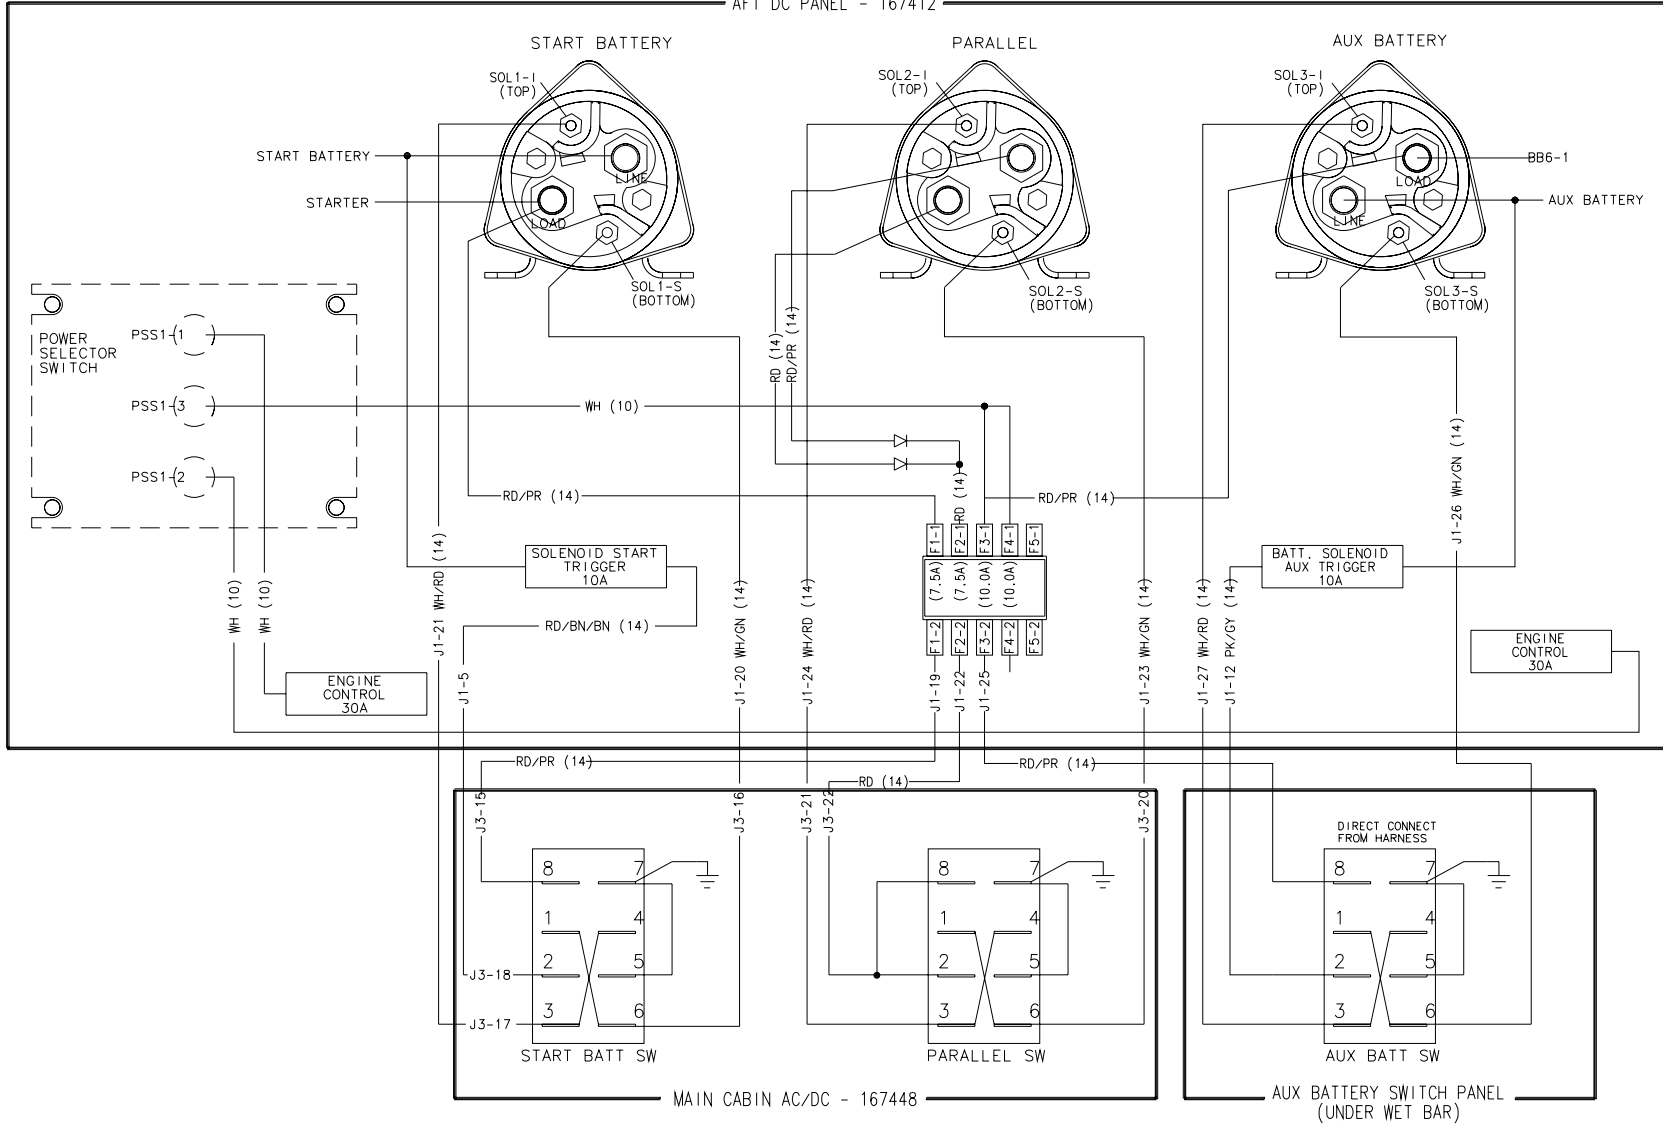 AFT DC PANEL - 167412
START BATTERY
PARALLEL
AUX BATTERY
SOL1-I
(TOP)
SOL2-I
(TOP)
SOL3-I
(TOP)
START BATTERY
LINE
STARTER
LOAD
BB6-1
LOAD
AUX BATTERY
LINE
SOL1-S
(BOTTOM)
SOL2-S
(BOTTOM)
SOL3-S
(BOTTOM)
POWER
SELECTOR
SWITCH
PSS1-1
PSS1-3
PSS1-2
WH (10)
RD (14)
RD/PR (14)
RD/PR (14)
RD (14)
RD/PR (14)
J1-26 WH/GN (14)
SOLENOID START
TRIGGER
10A
F1-1
F2-1
F3-1
F4-1
F5-1
(7.5A)
(7.5A)
(10.0A)
(10.0A)
F1-2
F2-2
F3-2
F4-2
F5-2
BATT. SOLENOID
AUX TRIGGER
10A
WH (10)
WH (10)
J1-21 WH/RD (14)
RD/BN/BN (14)
J1-5
J1-20 WH/GN (14)
J1-24 WH/RD (14)
J1-19
J1-22
J1-25
J1-23 WH/GN (14)
J1-27 WH/RD (14)
J1-12 PK/GY (14)
ENGINE
CONTROL
30A
ENGINE
CONTROL
30A
RD/PR (14)
RD (14)
RD/PR (14)
J3-15
J3-16
J3-21
J3-22
J3-20
DIRECT CONNECT
FROM HARNESS
8 7
1 4
2 5
3 6
J3-18
J3-17
START BATT SW
8 7
1 4
2 5
3 6
PARALLEL SW
8 7
1 4
2 5
3 6
AUX BATT SW
MAIN CABIN AC/DC - 167448
AUX BATTERY SWITCH PANEL
(UNDER WET BAR)